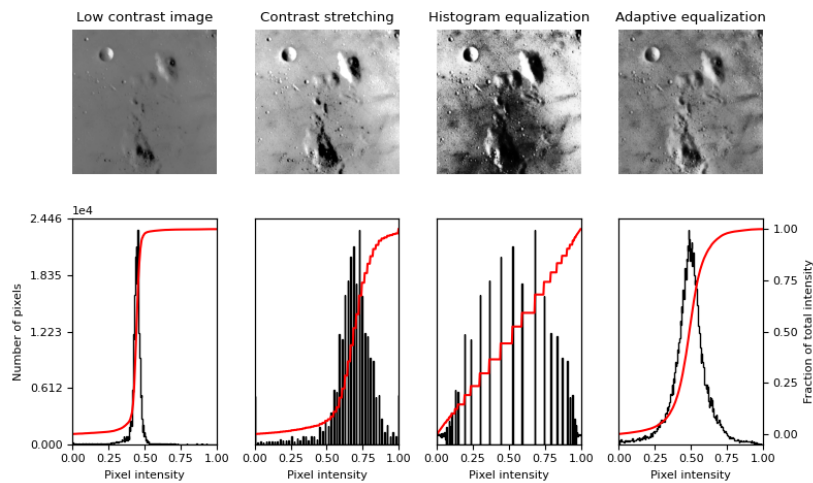 Low contrast image Contrast stretching Histogram equalization Adaptive equalization
1e4
2.446
1.835
1.223
0.612
0.000
Number of pixels
0.00 0.25 0.50 0.75 1.00
Pixel intensity
0.00 0.25 0.50 0.75 1.00
Pixel intensity
0.00 0.25 0.50 0.75 1.00
Pixel intensity
0.00 0.25 0.50 0.75 1.00
Pixel intensity
1.00
0.75
0.50
0.25
0.00
Fraction of total intensity